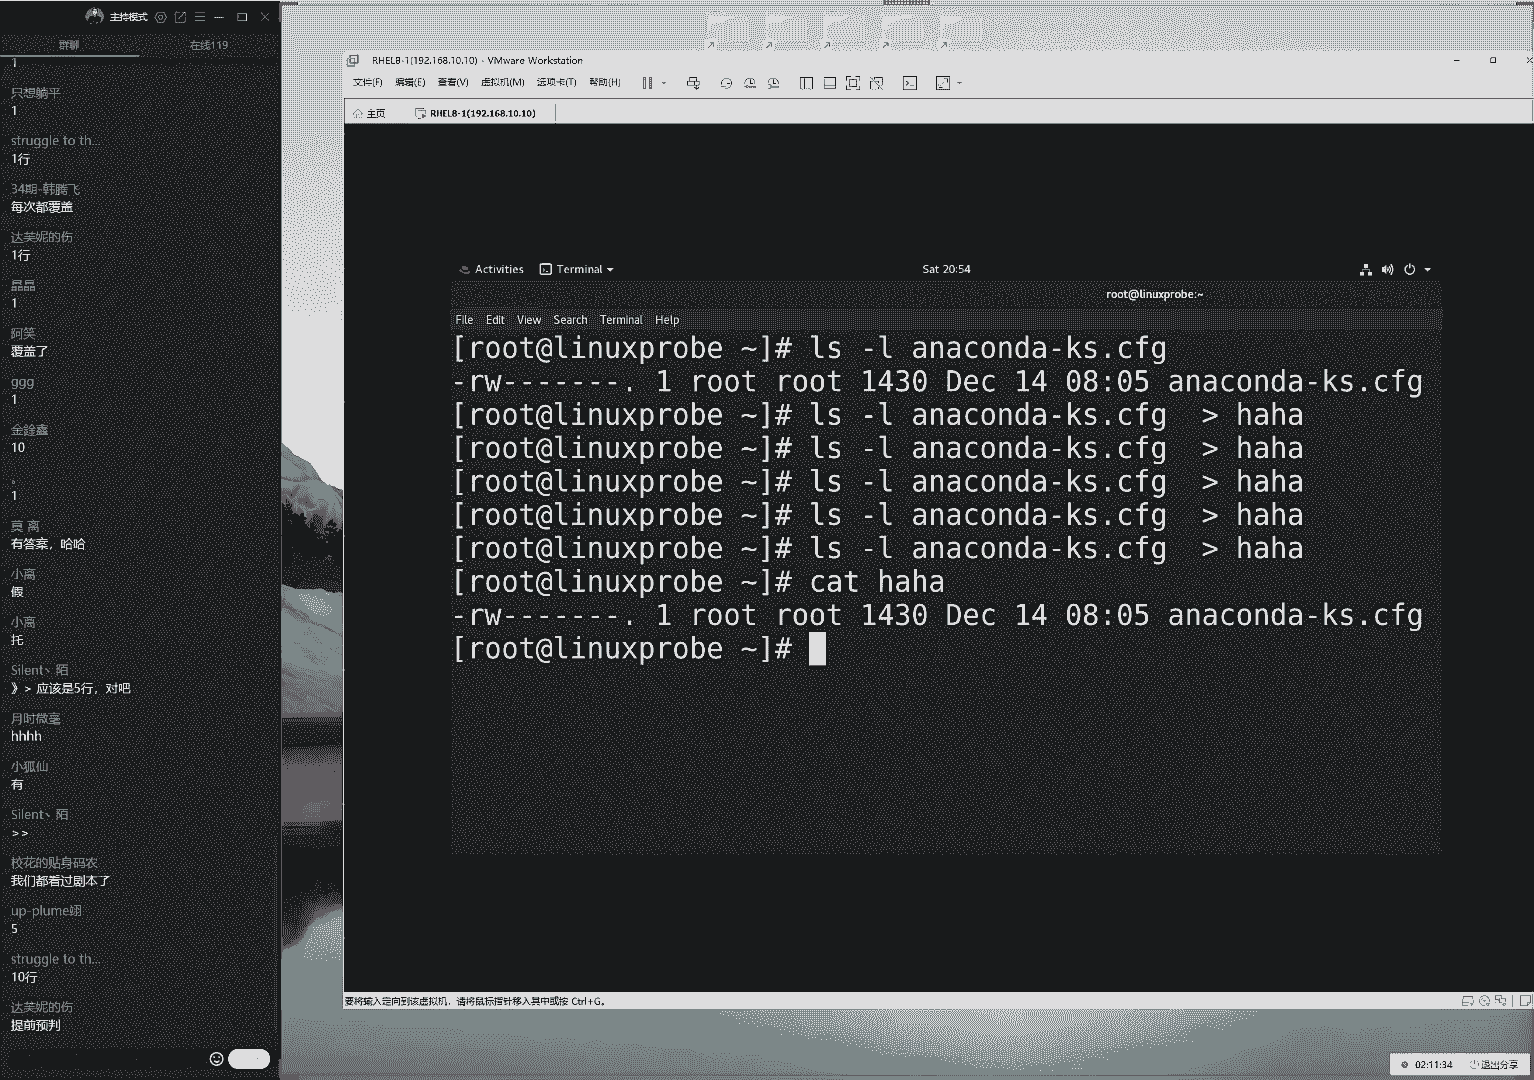 主持模式
群聊
在线119
1
只想躺平
1
struggle to th...
1行
34期-韩腾飞
每次都覆盖
达芙妮的伤
1行
晶晶
1
阿笑
覆盖了
ggg
1
金銓鑫
10
。
1
莫 离
有答案，哈哈
小离
假
小离
托
Silent丶陌
》> 应该是5行，对吧
月时微毫
hhhh
小狐仙
有
Silent丶陌
>>
校花的贴身码农
我们都看过剧本了
up-plume翊
5
struggle to th...
10行
达芙妮的伤
提前预判
RHEL8-1(192.168.10.10) - VMware Workstation
文件(F) 编辑(E) 查看(V) 虚拟机(M) 选项卡(T) 帮助(H)
主页
RHEL8-1(192.168.10.10)
Activities Terminal Sat 20:54
root@linuxprobe:~
File Edit View Search Terminal Help
[root@linuxprobe ~]# ls -l anaconda-ks.cfg
-rw-------. 1 root root 1430 Dec 14 08:05 anaconda-ks.cfg
[root@linuxprobe ~]# ls -l anaconda-ks.cfg  > haha
[root@linuxprobe ~]# ls -l anaconda-ks.cfg  > haha
[root@linuxprobe ~]# ls -l anaconda-ks.cfg  > haha
[root@linuxprobe ~]# ls -l anaconda-ks.cfg  > haha
[root@linuxprobe ~]# ls -l anaconda-ks.cfg  > haha
[root@linuxprobe ~]# cat haha
-rw-------. 1 root root 1430 Dec 14 08:05 anaconda-ks.cfg
[root@linuxprobe ~]#
要将输入定向到该虚拟机，请将鼠标指针移入其中或按 Ctrl+G。
02:11:34 退出分享